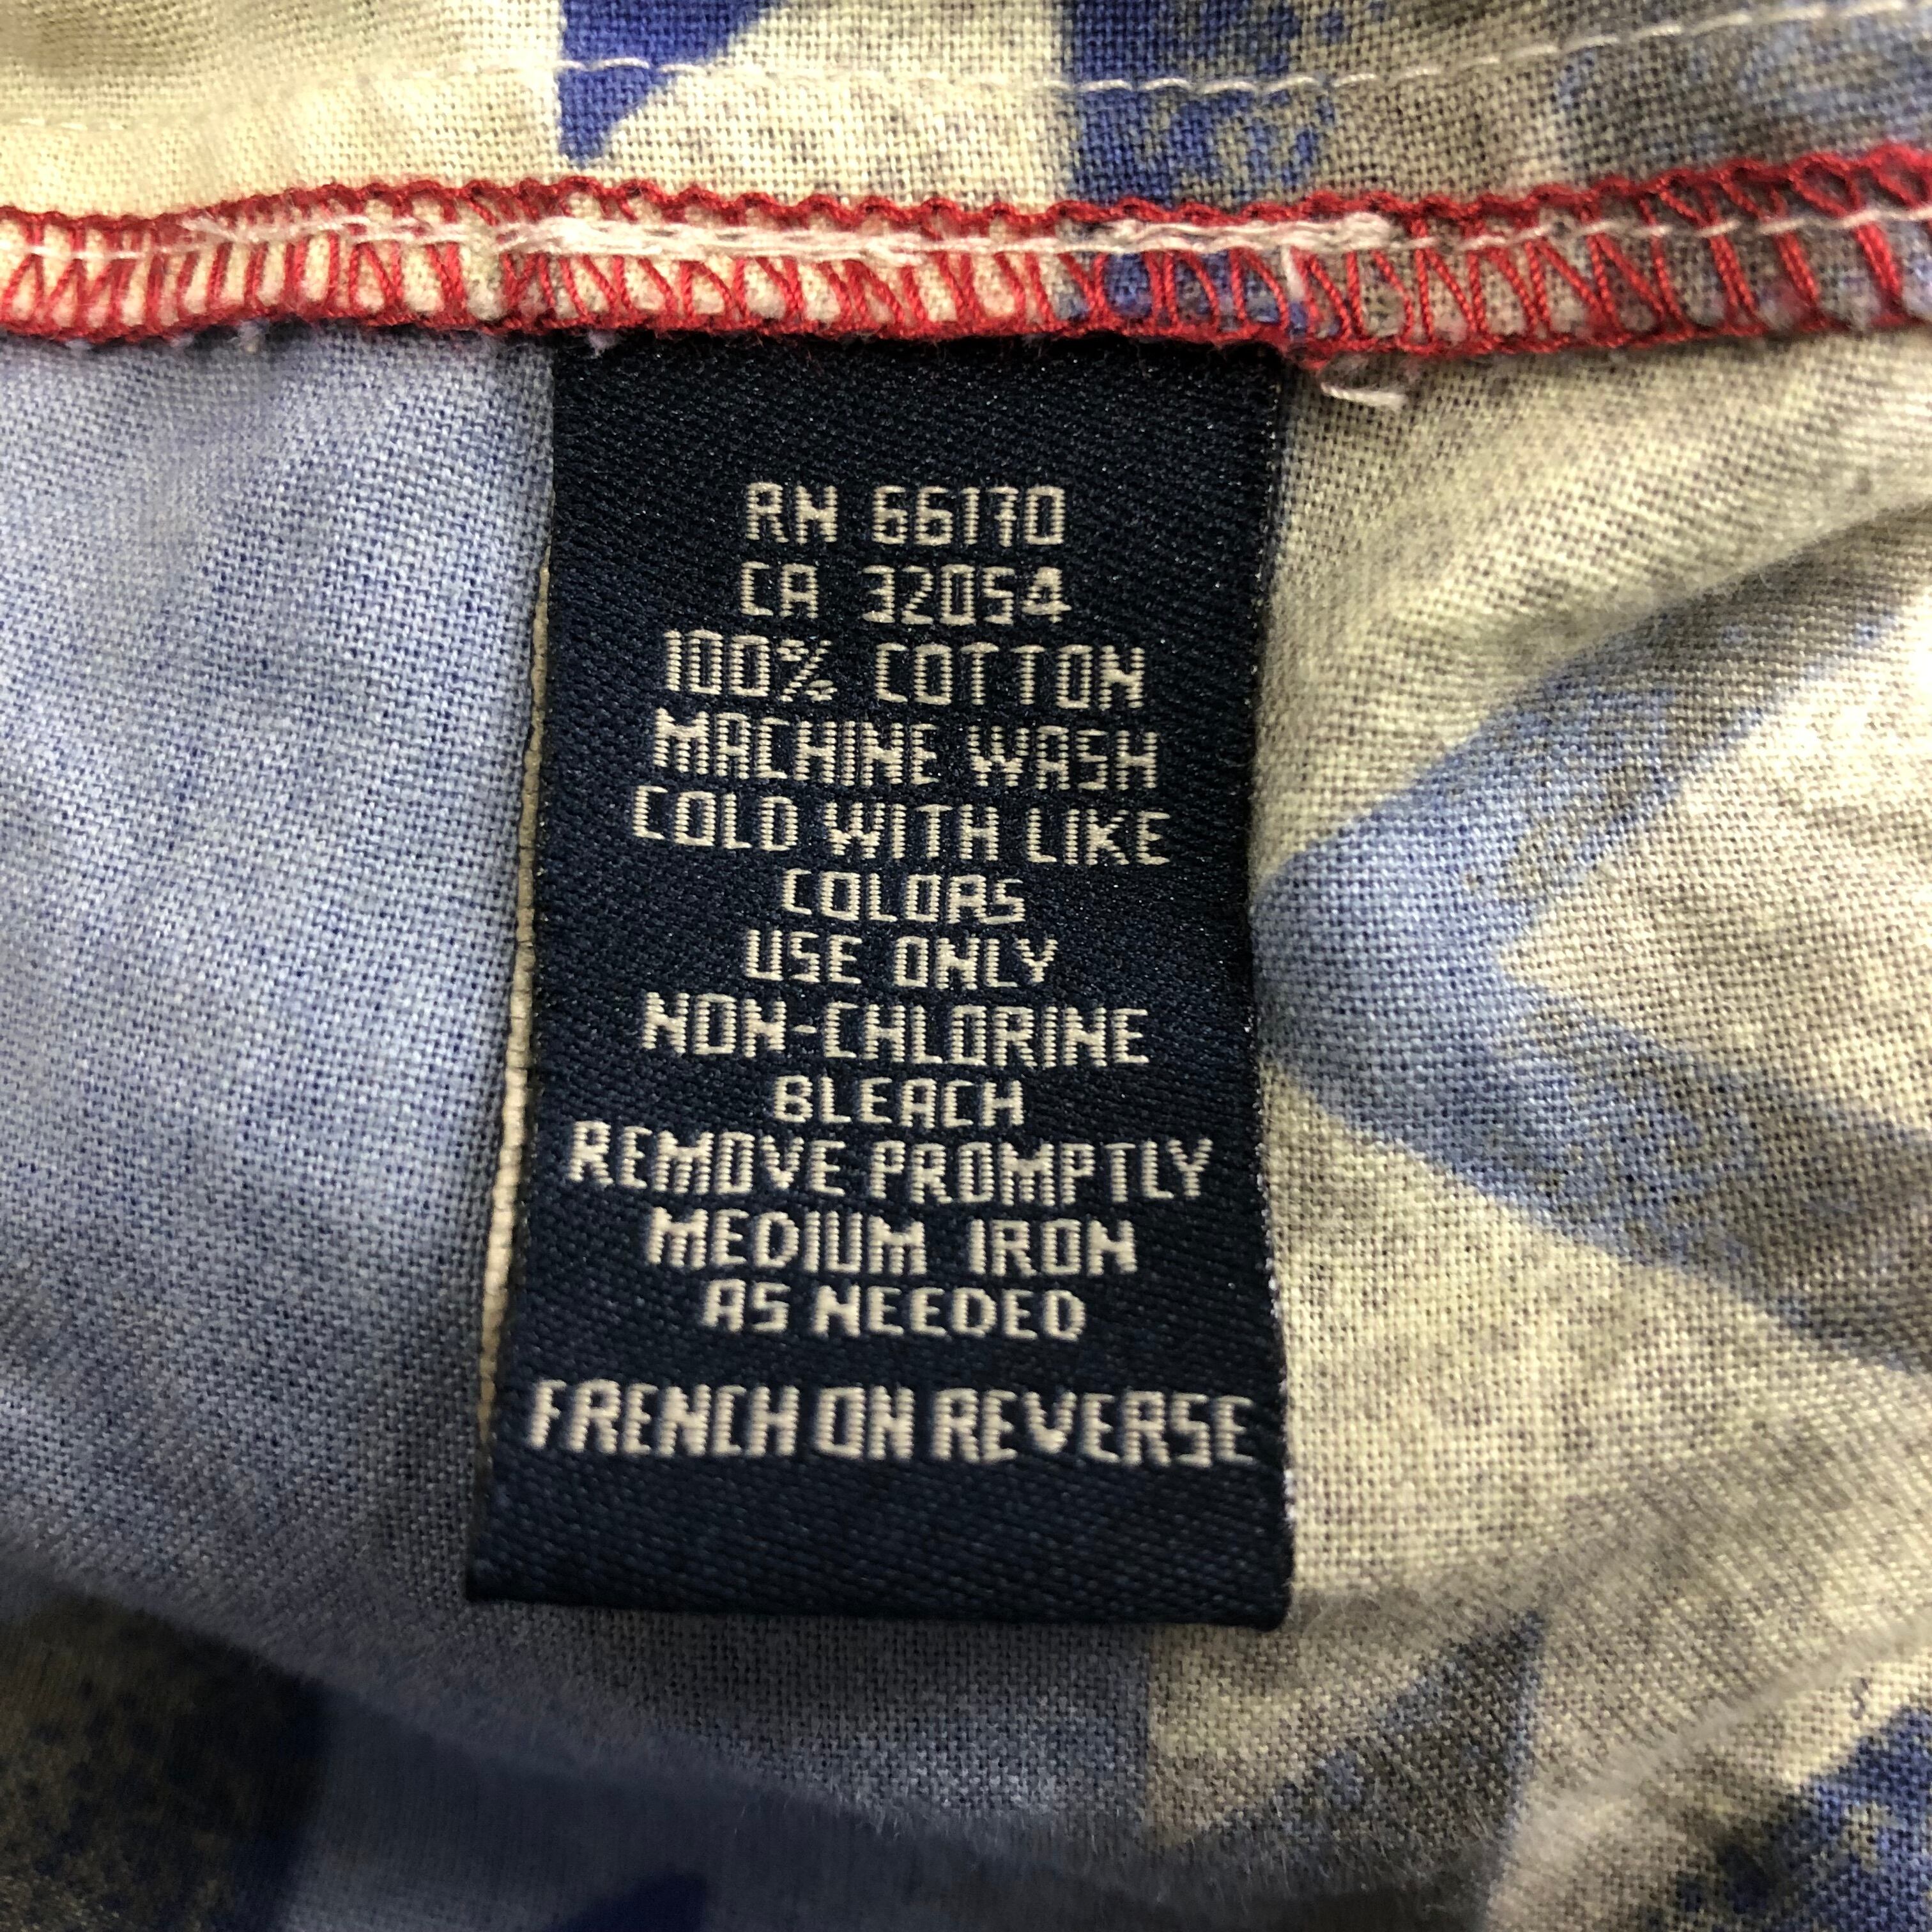 RN 66170
CA 32054
100% COTTON
MACHINE WASH
COLD WITH LIKE
COLORS
USE ONLY
NON-CHLORINE
BLEACH
REMOVE PROMPTLY
MEDIUM IRON
AS NEEDED
FRENCH ON REVERSE